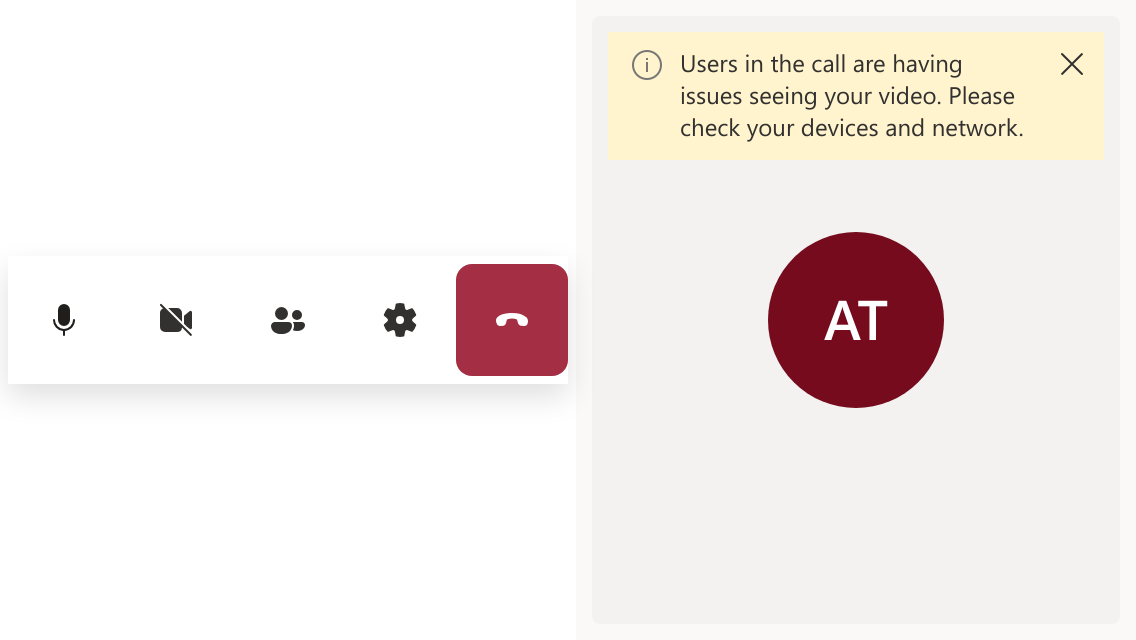 Users in the call are having
issues seeing your video. Please
check your devices and network.
AT